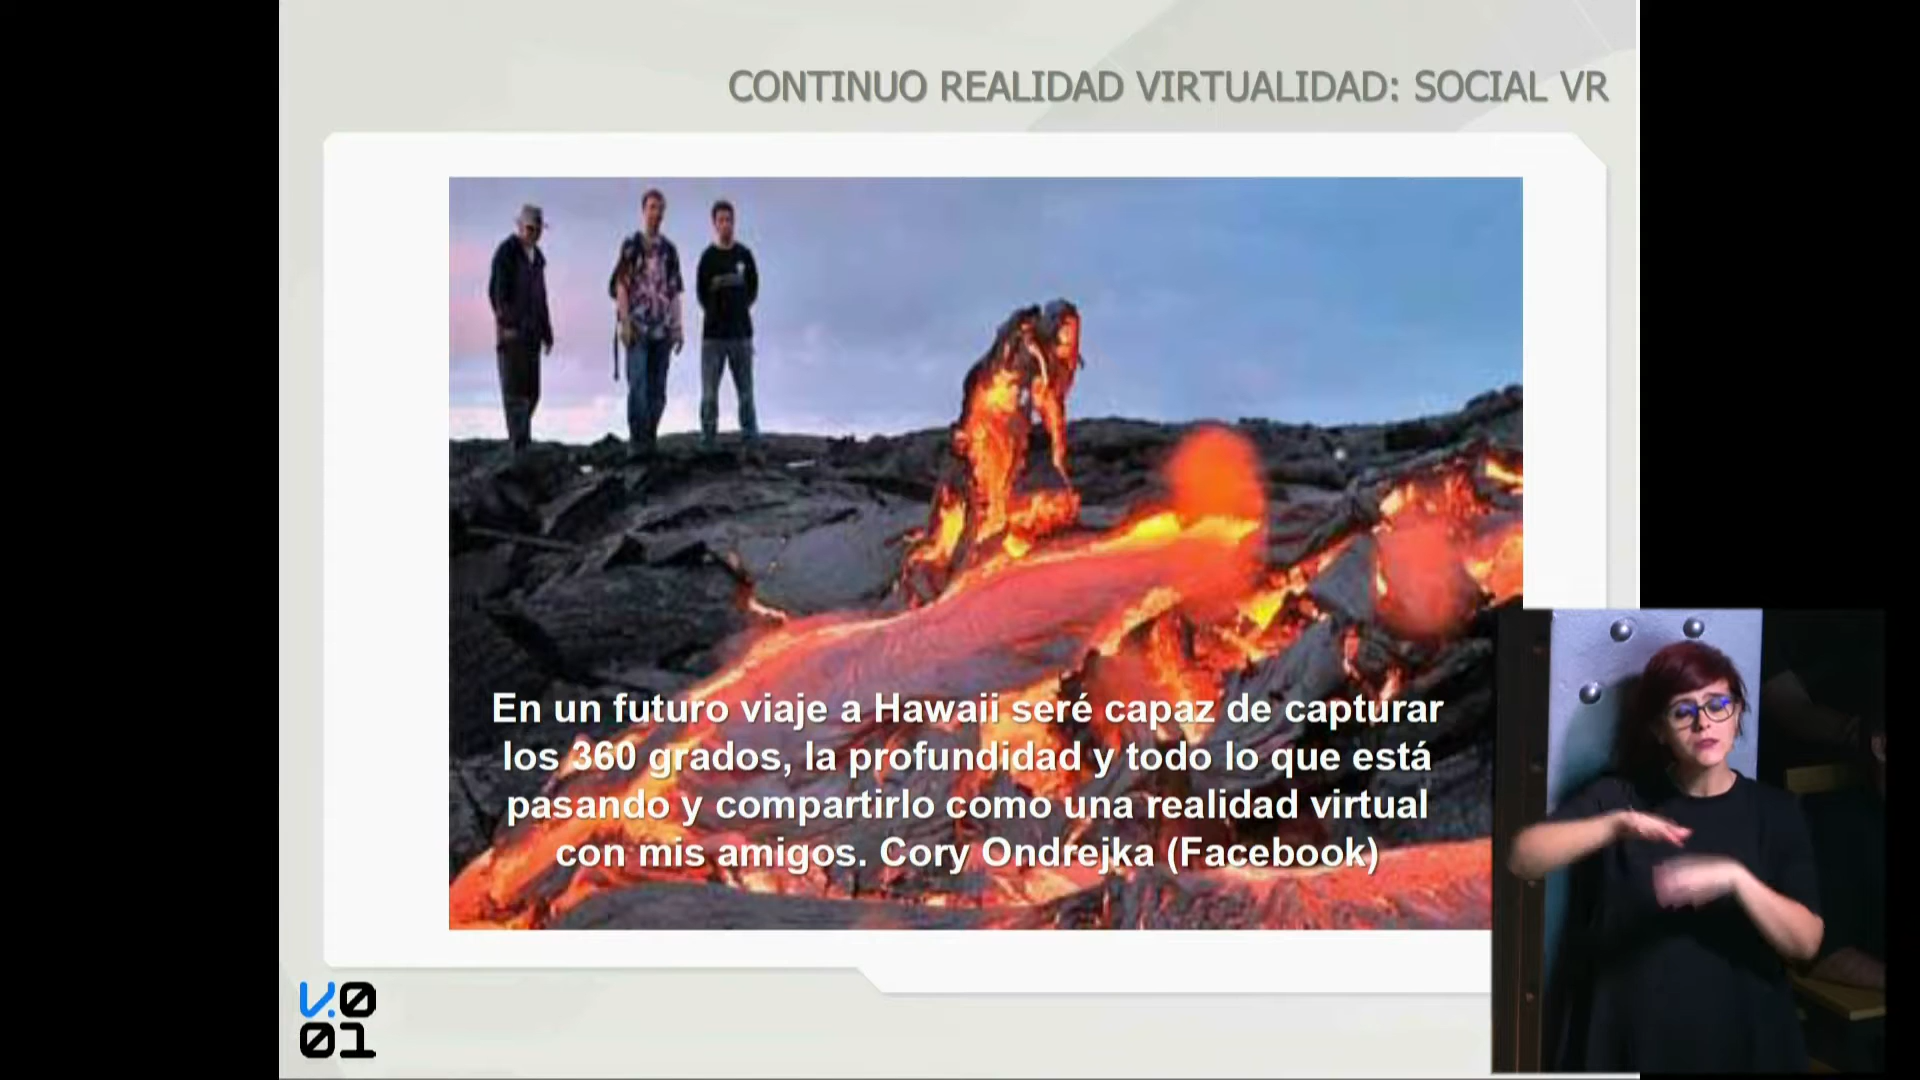 CONTINUO REALIDAD VIRTUALIDAD: SOCIAL VR
En un futuro viaje a Hawaii seré capaz de capturar
los 360 grados, la profundidad y todo lo que está
pasando y compartirlo como una realidad virtual
con mis amigos. Cory Ondrejka (Facebook)
V.0
01